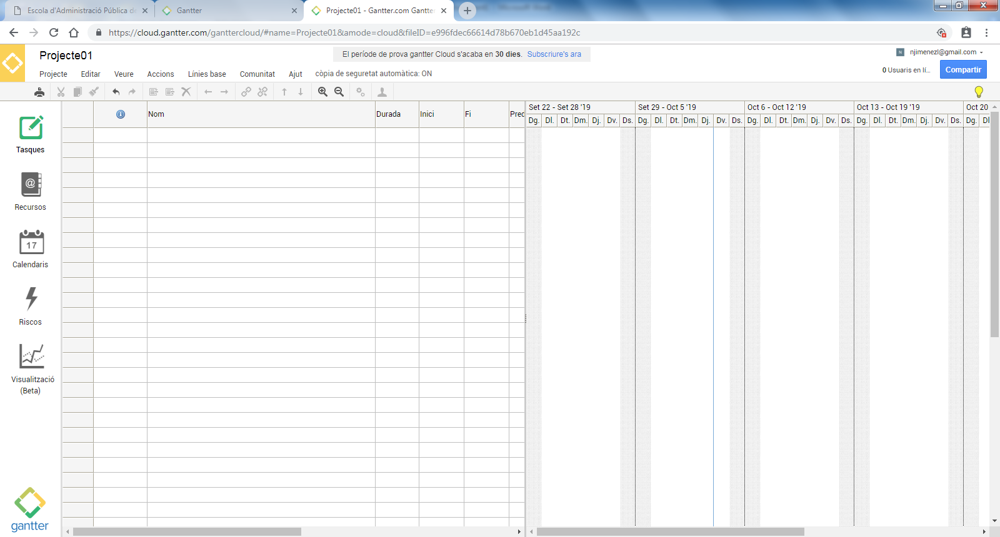 Escola d'Administració Pública de
Gantter
Projecte01 - Gantter.com Gantter
https://cloud.gantter.com/ganttercloud/#name=Projecte01&amode=cloud&fileID=e996fdec66614d78b670eb1d45aa192c
Projecte01
El període de prova gantter Cloud s'acaba en 30 dies. Subscriure's ara
N njimenezl@gmail.com
Projecte Editar Veure Accions Línies base Comunitat Ajut còpia de seguretat automàtica: ON
0 Usuaris en lí...
Compartir
Tasques
Recursos
17
Calendaris
Riscos
Visualització
(Beta)
gantter
Nom Durada Inici Fi Pred
Set 22 - Set 28 '19 Set 29 - Oct 5 '19 Oct 6 - Oct 12 '19 Oct 13 - Oct 19 '19 Oct 20
Dg. Dl. Dt. Dm. Dj. Dv. Ds. Dg. Dl. Dt. Dm. Dj. Dv. Ds. Dg. Dl. Dt. Dm. Dj. Dv. Ds. Dg. Dl. Dt. Dm. Dj. Dv. Ds. Dg. Dl